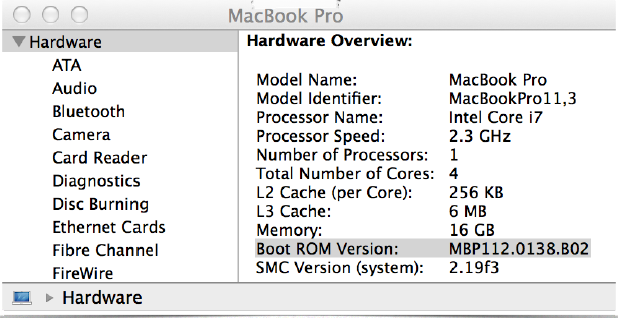 MacBook Pro
Hardware
ATA
Audio
Bluetooth
Camera
Card Reader
Diagnostics
Disc Burning
Ethernet Cards
Fibre Channel
FireWire
Hardware Overview:
Model Name: MacBook Pro
Model Identifier: MacBookPro11,3
Processor Name: Intel Core i7
Processor Speed: 2.3 GHz
Number of Processors: 1
Total Number of Cores: 4
L2 Cache (per Core): 256 KB
L3 Cache: 6 MB
Memory: 16 GB
Boot ROM Version: MBP112.0138.B02
SMC Version (system): 2.19f3
Hardware